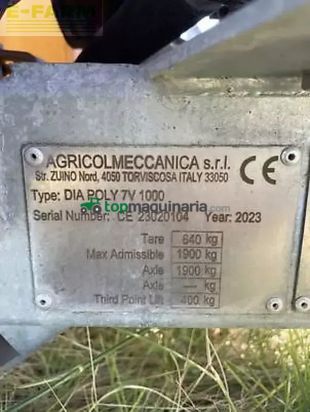 E-FARM
AGRICOLMECCANICA s.r.l.
Str. ZUINO Nord, 4050 TORVISCOSA ITALY 33050
CE
Type: DIA POLY 7V 1000
topmaquinaria.com
Serial Number: CE 23020104 Year: 2023
Tare 640 kg
Max Admissible 1900 kg
Axle 1900 kg
Axle — kg
Third Point Lift 400 kg